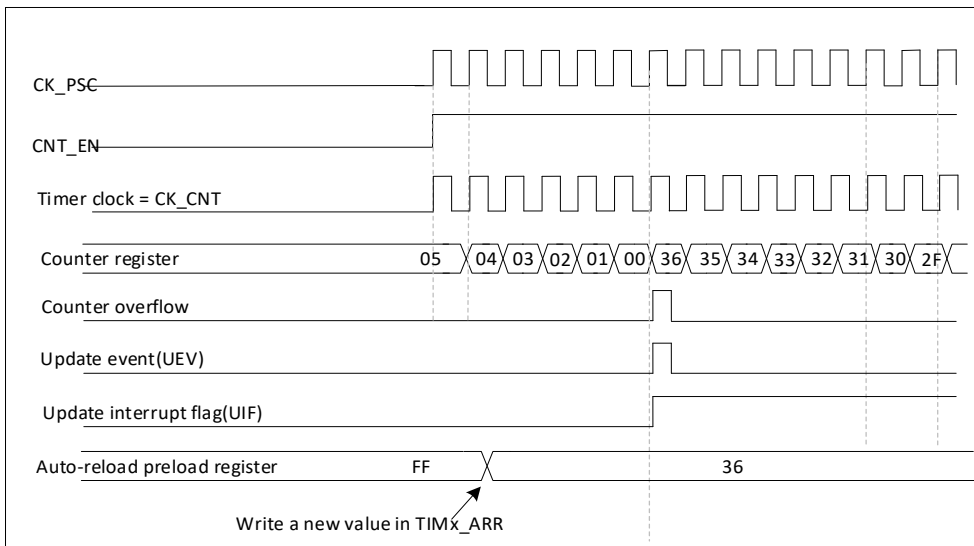 CK_PSC
CNT_EN
Timer clock = CK_CNT
Counter register 05 04 03 02 01 00 36 35 34 33 32 31 30 2F
Counter overflow
Update event(UEV)
Update interrupt flag(UIF)
Auto-reload preload register FF 36
Write a new value in TIMx_ARR